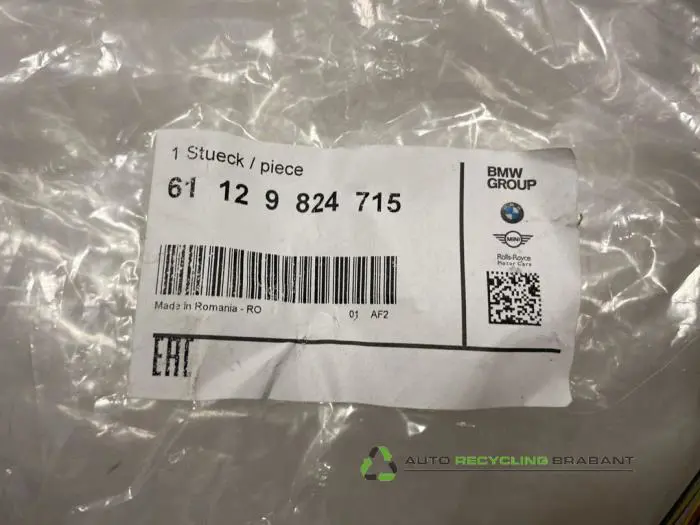 1 Stueck / piece
61 12 9 824 715
Made in Romania - RO
01 AF2
BMW
GROUP
MINI
Rolls-Royce
Motor Cars
EAC
AUTO RECYCLING BRABANT